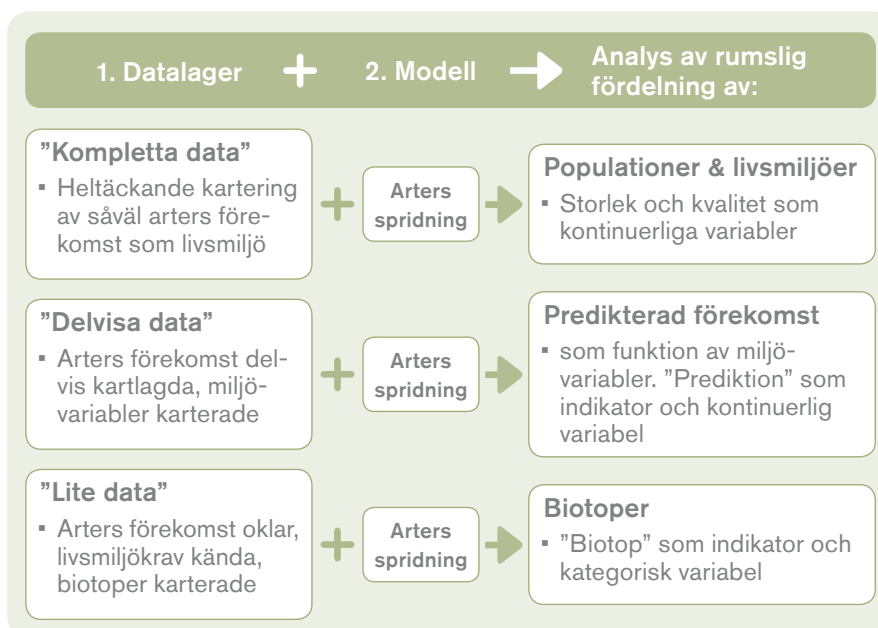 1. Datalager + 2. Modell Analys av rumslig
fördelning av:
”Kompletta data”
▪ Heltäckande kartering
av såväl arters före-
komst som livsmiljö
+
Arters
spridning
Populationer & livsmiljöer
▪ Storlek och kvalitet som
kontinuerliga variabler
”Delvisa data”
▪ Arters förekomst del-
vis kartlagda, miljö-
variabler karterade
+
Arters
spridning
Predikterad förekomst
▪ som funktion av miljö-
variabler. ”Prediktion” som
indikator och kontinuerlig
variabel
”Lite data”
▪ Arters förekomst oklar,
livsmiljökrav kända,
biotoper karterade
+
Arters
spridning
Biotoper
▪ ”Biotop” som indikator och
kategorisk variabel